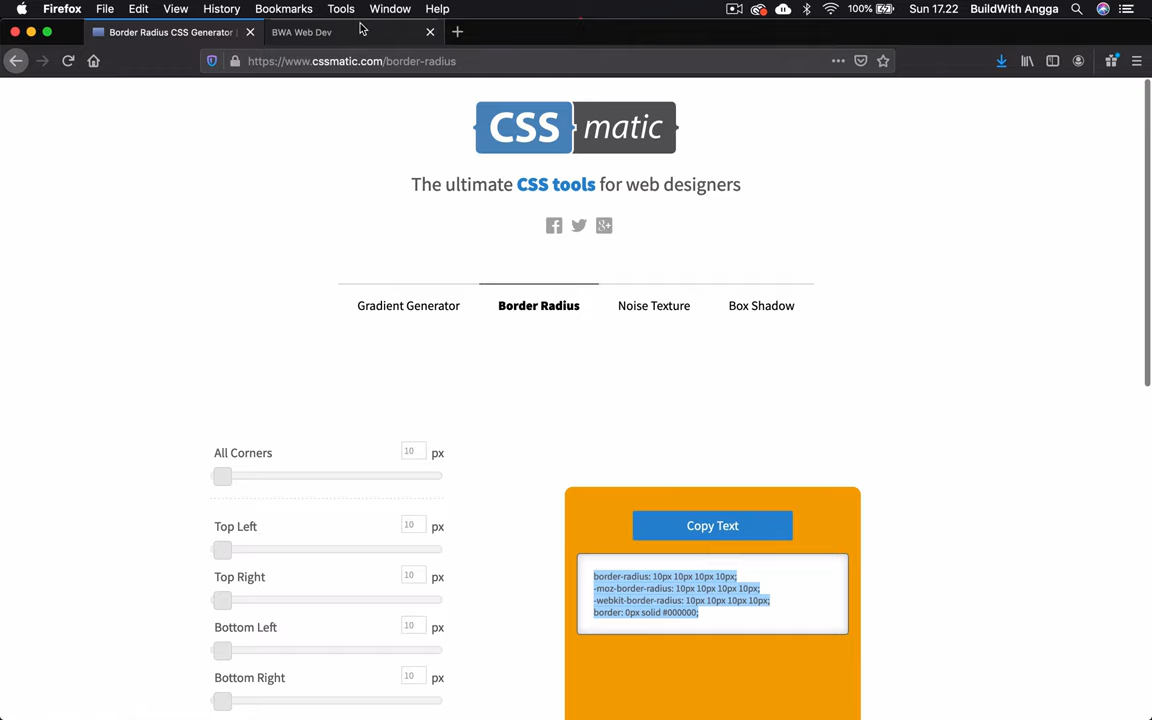 Firefox File Edit View History Bookmarks Tools Window Help 100% Sun 17.22 BuildWith Angga
Border Radius CSS Generator | BWA Web Dev
https://www.cssmatic.com/border-radius
CSS matic
The ultimate CSS tools for web designers
Gradient Generator Border Radius Noise Texture Box Shadow
All Corners 10 px
Top Left 10 px
Top Right 10 px
Bottom Left 10 px
Bottom Right 10 px
Copy Text
border-radius: 10px 10px 10px 10px;
-moz-border-radius: 10px 10px 10px 10px;
-webkit-border-radius: 10px 10px 10px 10px;
border: 0px solid #000000;